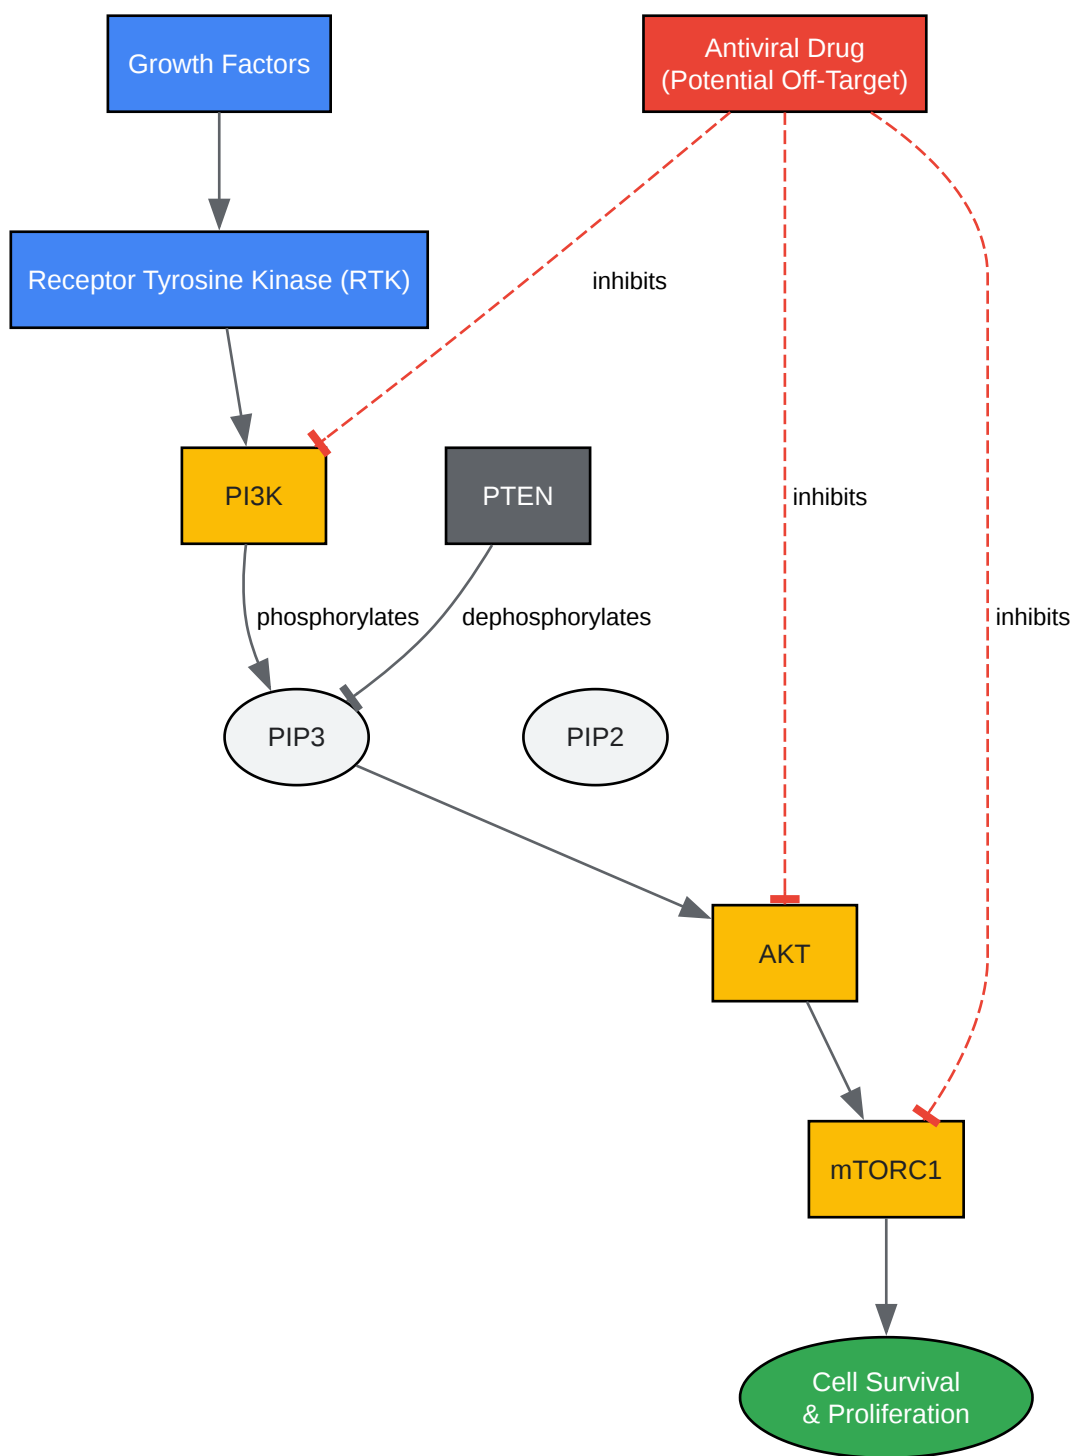 Growth Factors
Antiviral Drug
(Potential Off-Target)
Receptor Tyrosine Kinase (RTK)
inhibits
PI3K
PTEN
inhibits
phosphorylates
dephosphorylates
inhibits
PIP3
PIP2
AKT
mTORC1
Cell Survival
& Proliferation